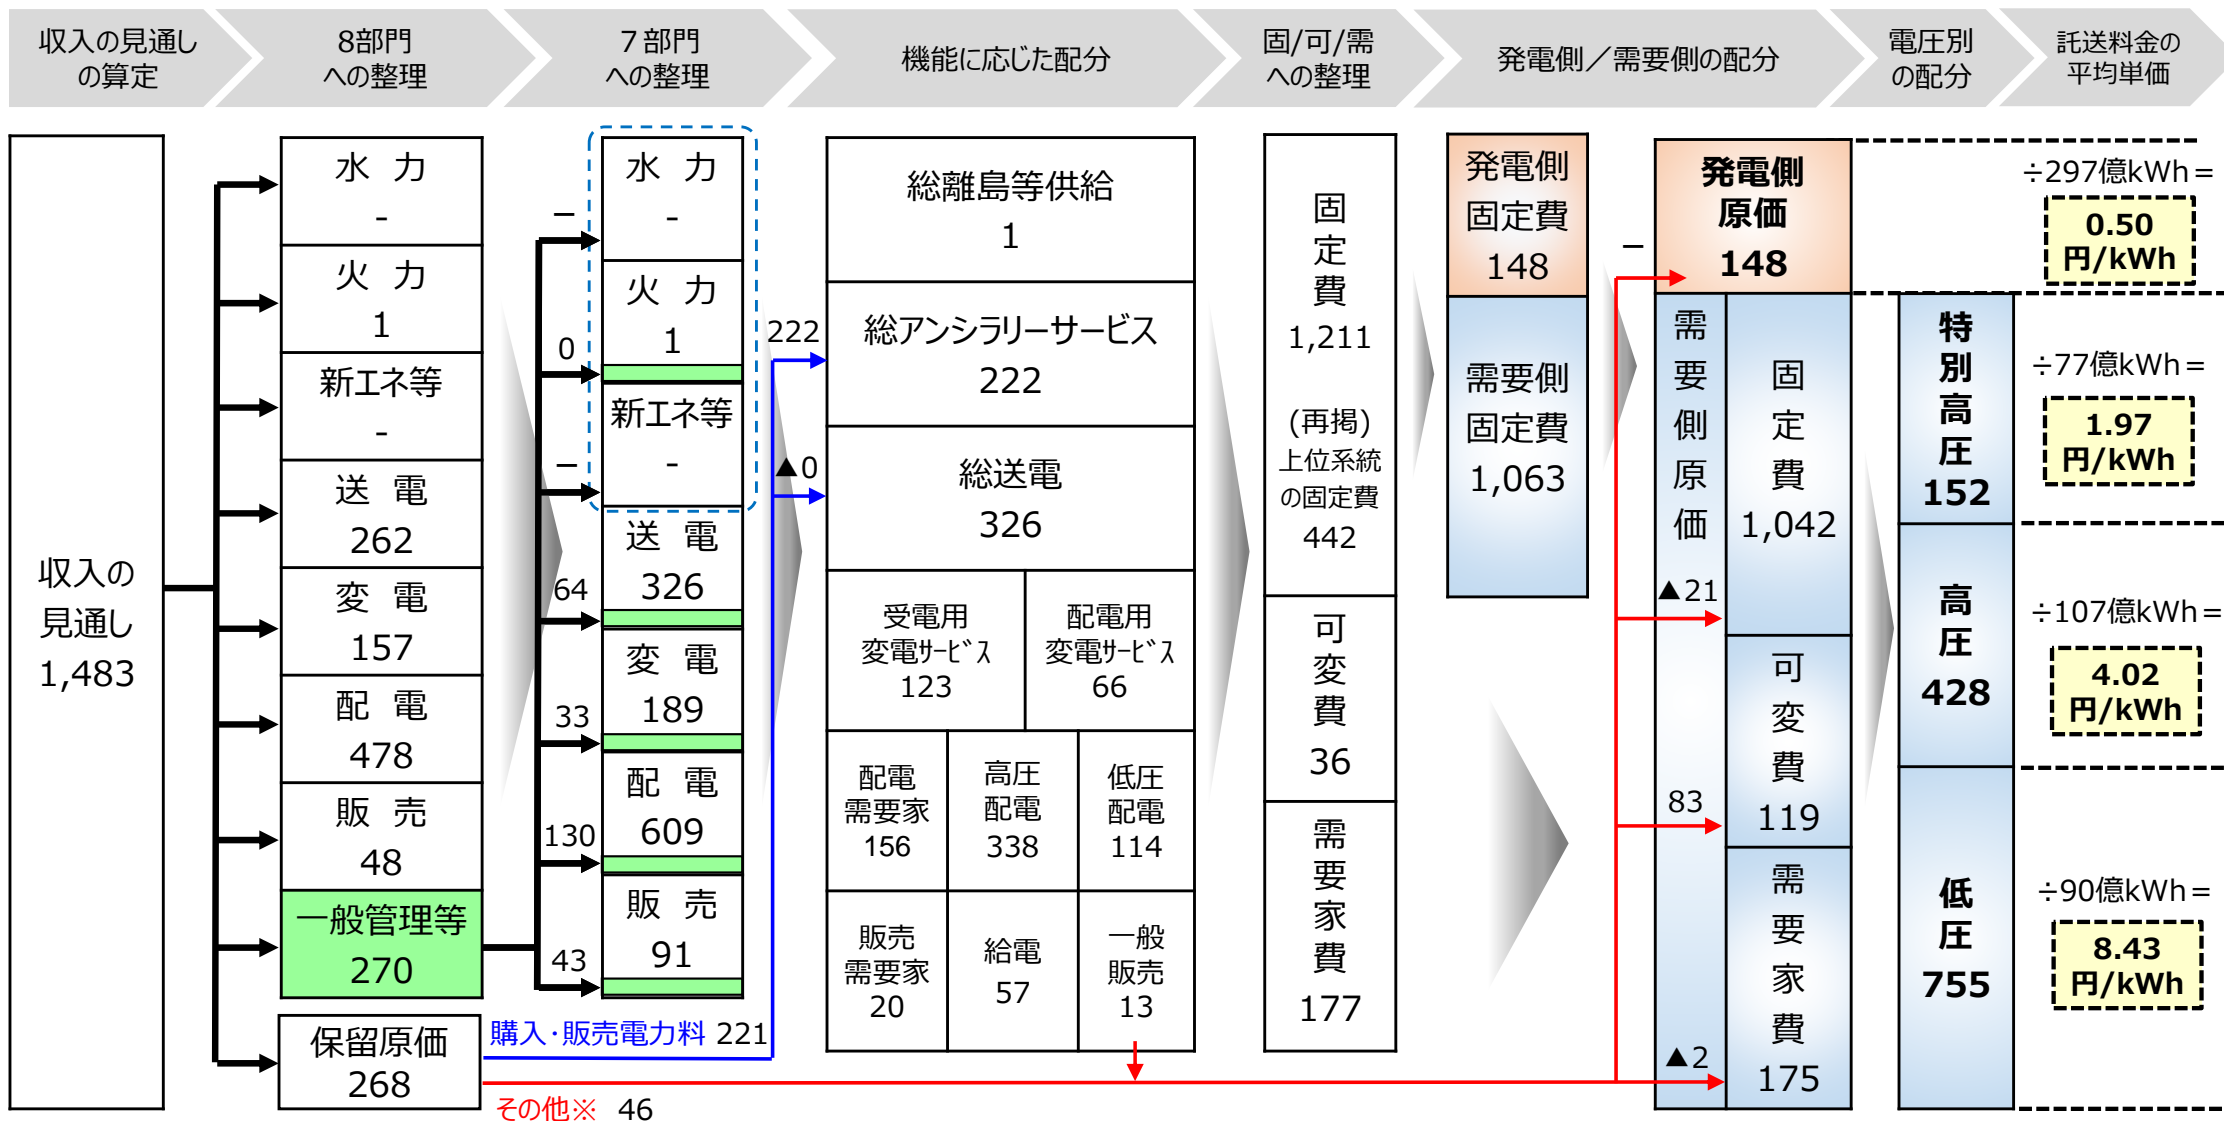 収入の見通し
の算定
8部門
への整理
７部門
への整理
機能に応じた配分
固/可/需
への整理
発電側／需要側の配分
電圧別
の配分
託送料金の
平均単価
収入の
見通し
1,483
水 力
-
火 力
1
新エネ等
-
送 電
262
変 電
157
配 電
478
販 売
48
一般管理等
270
保留原価
268
購入・販売電力料 221
その他※ 46
－
0
－
64
33
130
43
水 力
-
火 力
1
新エネ等
-
送 電
326
変 電
189
配 電
609
販 売
91
222
▲0
総離島等供給
1
総アンシラリーサービス
222
総送電
326
受電用
変電ｻｰﾋﾞｽ
123
配電用
変電ｻｰﾋﾞｽ
66
配電
需要家
156
高圧
配電
338
低圧
配電
114
販売
需要家
20
給電
57
一般
販売
13
固
定
費
1,211
(再掲)
上位系統
の固定費
442
可
変
費
36
需
要
家
費
177
発電側
固定費
148
需要側
固定費
1,063
－
▲21
83
▲2
発電側
原価
148
需
要
側
原
価
固
定
費
1,042
可
変
費
119
需
要
家
費
175
特
別
高
圧
152
高
圧
428
低
圧
755
÷297億kWh＝
0.50
円/kWh
÷77億kWh＝
1.97
円/kWh
÷107億kWh＝
4.02
円/kWh
÷90億kWh＝
8.43
円/kWh